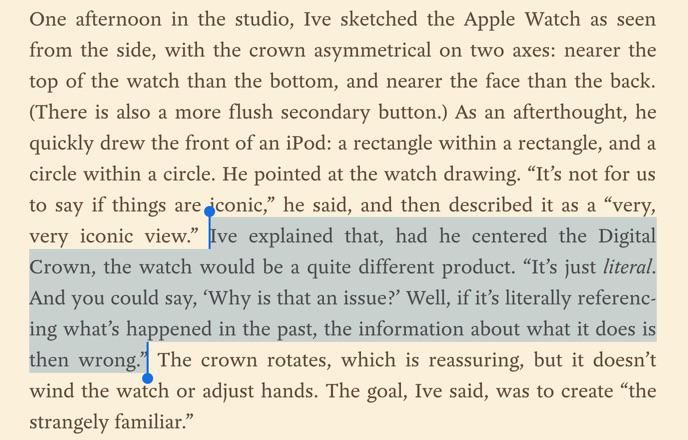 One afternoon in the studio, Ive sketched the Apple Watch as seen
from the side, with the crown asymmetrical on two axes: nearer the
top of the watch than the bottom, and nearer the face than the back.
(There is also a more flush secondary button.) As an afterthought, he
quickly drew the front of an iPod: a rectangle within a rectangle, and a
circle within a circle. He pointed at the watch drawing. “It’s not for us
to say if things are iconic,” he said, and then described it as a “very,
very iconic view.” Ive explained that, had he centered the Digital
Crown, the watch would be a quite different product. “It’s just literal.
And you could say, ‘Why is that an issue?’ Well, if it’s literally referenc-
ing what’s happened in the past, the information about what it does is
then wrong.” The crown rotates, which is reassuring, but it doesn’t
wind the watch or adjust hands. The goal, Ive said, was to create “the
strangely familiar.”